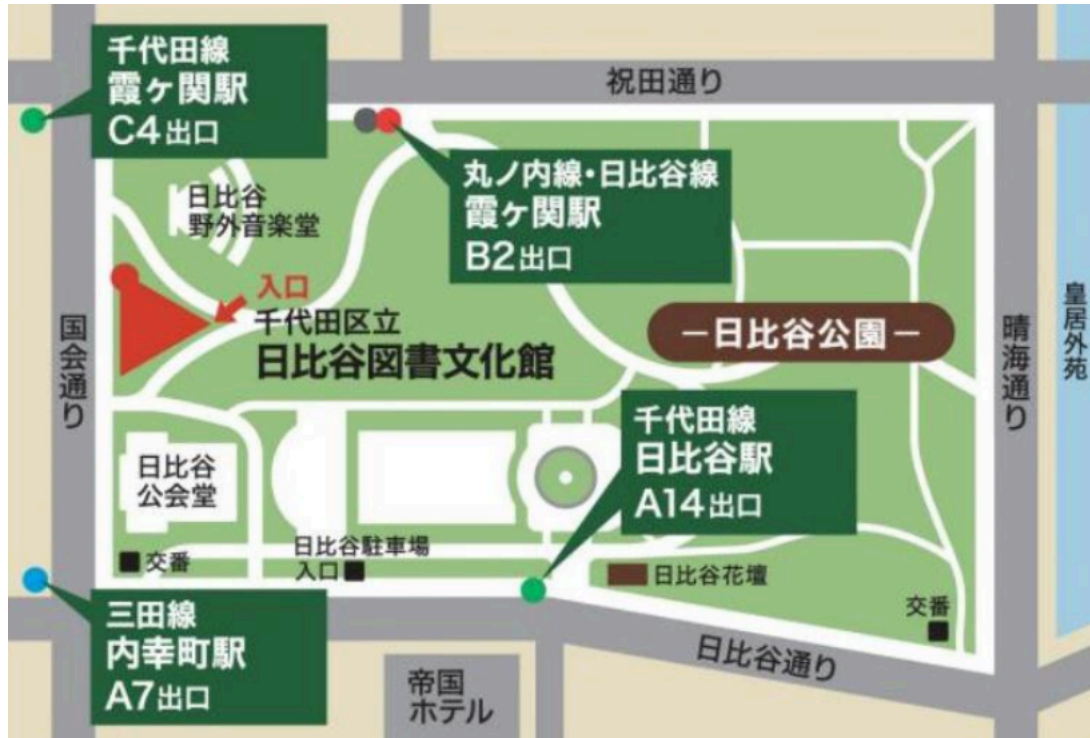 千代田線
霞ヶ関駅
C4出口
祝田通り
丸ノ内線・日比谷線
霞ヶ関駅
B2出口
日比谷
野外音楽堂
入口
千代田区立
日比谷図書文化館
－日比谷公園－
国会通り
晴海通り
皇居外苑
千代田線
日比谷駅
A14出口
日比谷
公会堂
交番
日比谷駐車場
入口
日比谷花壇
交番
三田線
内幸町駅
A7出口
帝国
ホテル
日比谷通り